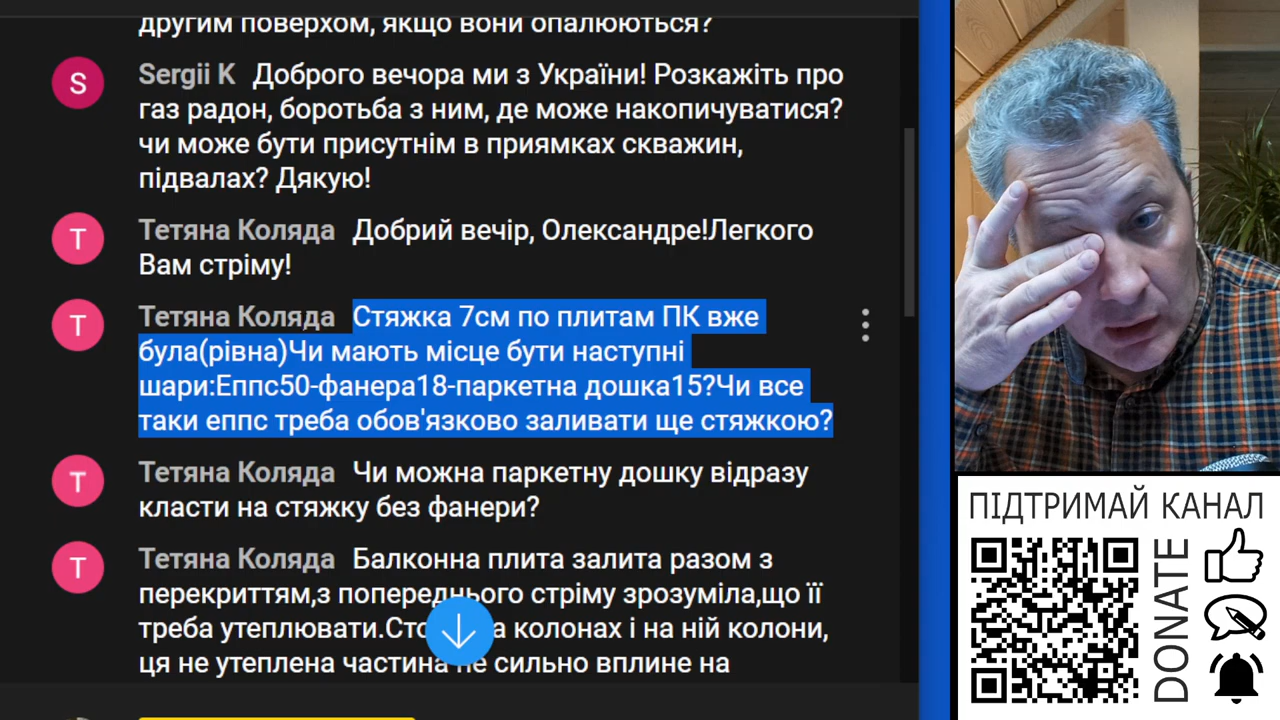 другим поверхом, якщо вони опалюються?
S
Sergii K Доброго вечора ми з України! Розкажіть про
газ радон, боротьба з ним, де може накопичуватися?
чи може бути присутнім в приямках скважин,
підвалах? Дякую!
Т
Тетяна Коляда Добрий вечір, Олександре!Легкого
Вам стріму!
Т
Тетяна Коляда Стяжка 7см по плитам ПК вже
була(рівна)Чи мають місце бути наступні
шари:Еппс50-фанера18-паркетна дошка15?Чи все
таки еппс треба обов'язково заливати ще стяжкою?
Т
Тетяна Коляда Чи можна паркетну дошку відразу
класти на стяжку без фанери?
Т
Тетяна Коляда Балконна плита залита разом з
перекриттям,з попереднього стріму зрозуміла,що її
треба утеплювати. колонах і на ній колони,
ця не утеплена частина не сильно вплине на
ПІДТРИМАЙ КАНАЛ
DONATE